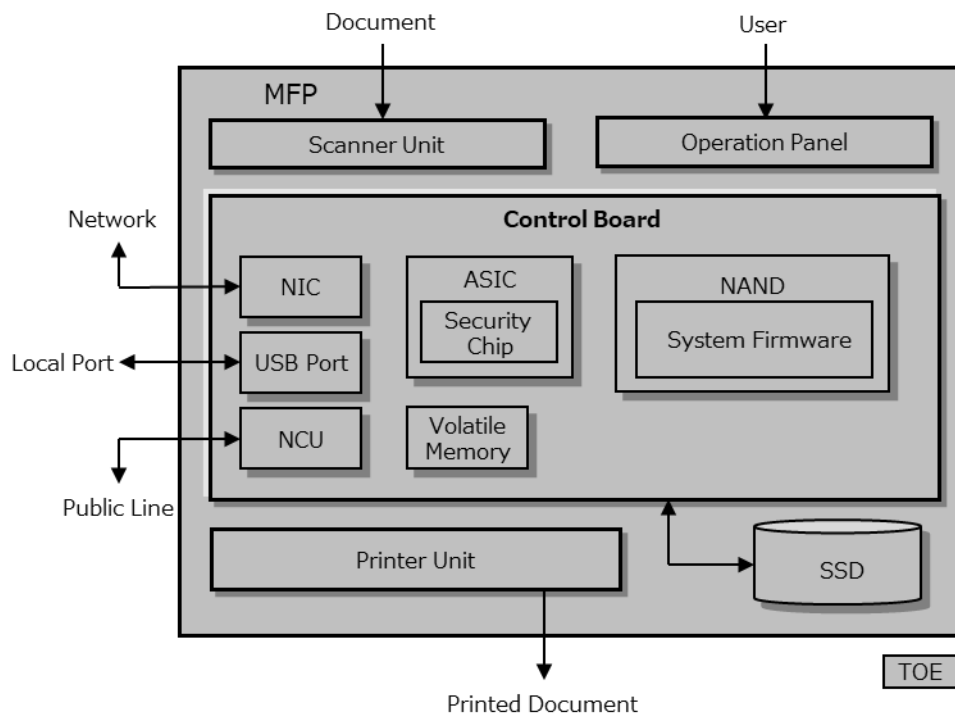 Document
User
MFP
Scanner Unit
Operation Panel
Control Board
Network
NIC
ASIC
Security
Chip
NAND
System Firmware
Local Port
USB Port
NCU
Volatile
Memory
Public Line
Printer Unit
SSD
TOE
Printed Document